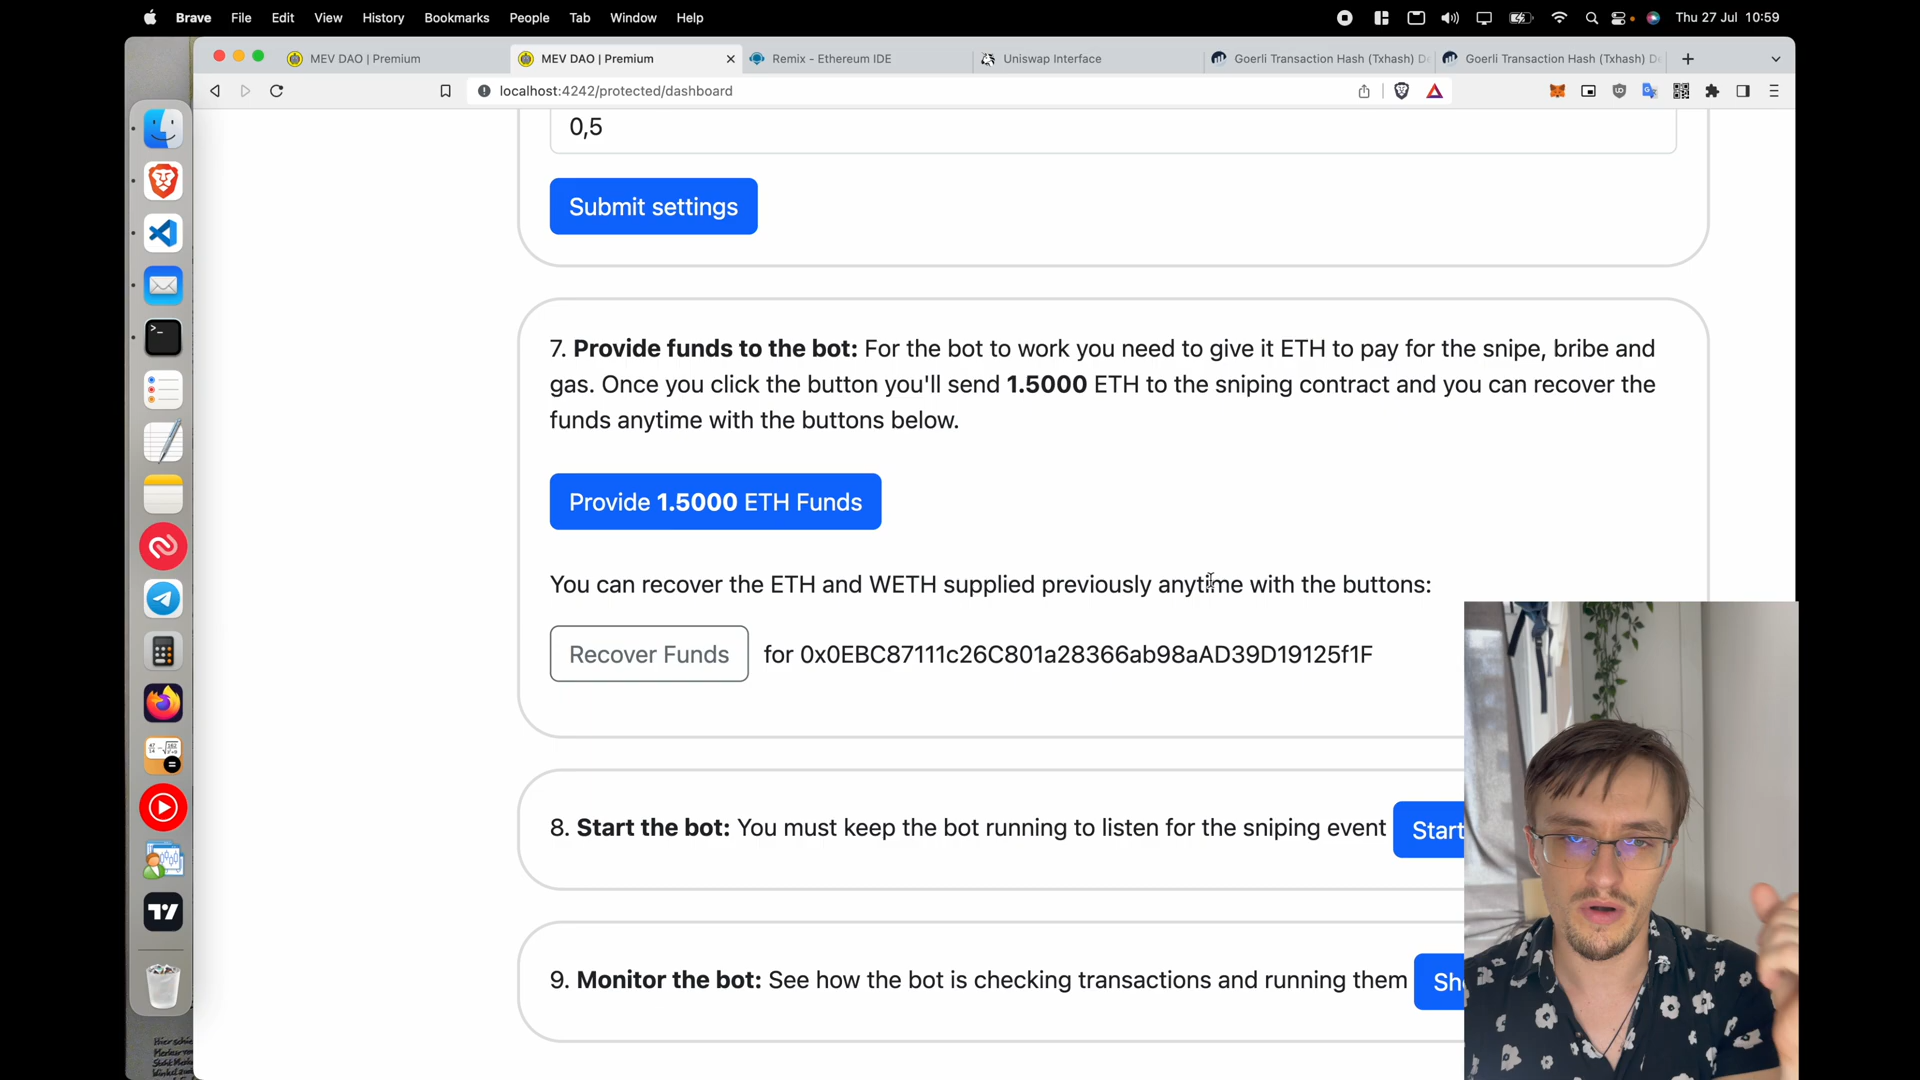 Brave File Edit View History Bookmarks People Tab Window Help
Thu 27 Jul 10:59
MEV DAO | Premium
MEV DAO | Premium
Remix - Ethereum IDE
Uniswap Interface
Goerli Transaction Hash (Txhash) De
Goerli Transaction Hash (Txhash) De
localhost:4242/protected/dashboard
0,5
Submit settings
7. Provide funds to the bot: For the bot to work you need to give it ETH to pay for the snipe, bribe and
gas. Once you click the button you'll send 1.5000 ETH to the sniping contract and you can recover the
funds anytime with the buttons below.
Provide 1.5000 ETH Funds
You can recover the ETH and WETH supplied previously anytime with the buttons:
Recover Funds for 0x0EBC87111c26C801a28366ab98aAD39D19125f1F
8. Start the bot: You must keep the bot running to listen for the sniping event Start
9. Monitor the bot: See how the bot is checking transactions and running them Sh